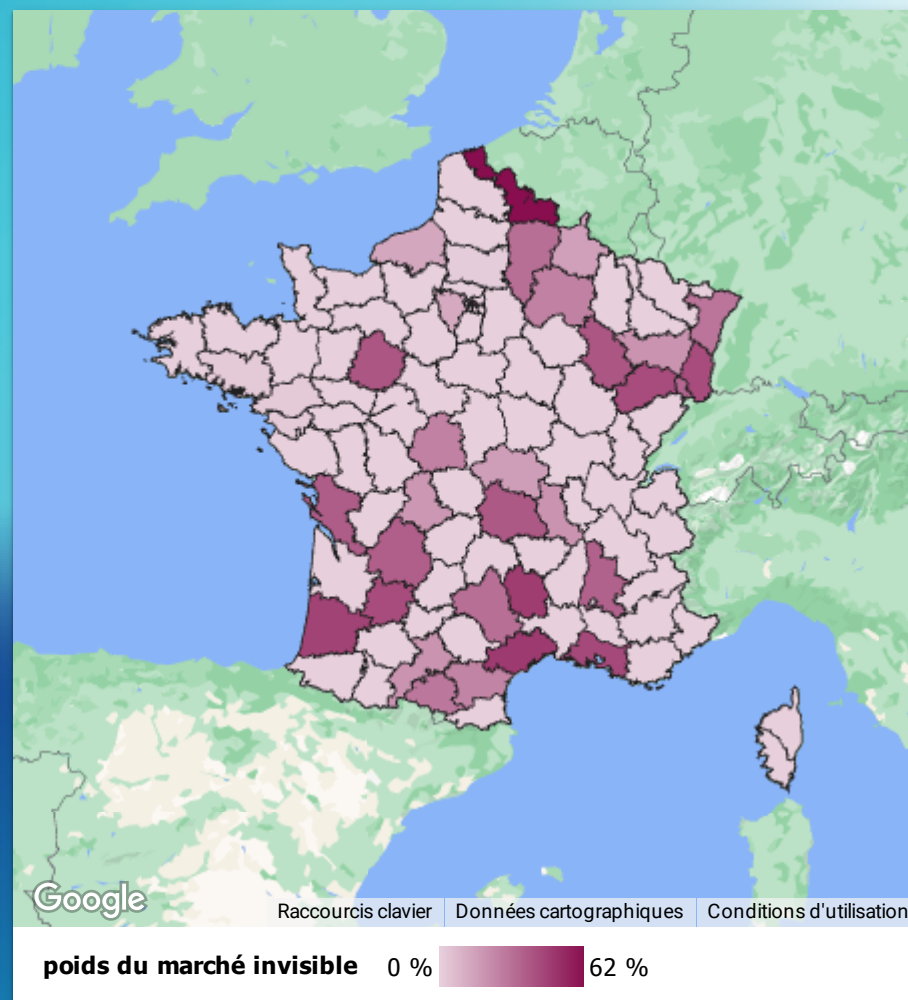 Google
Raccourcis clavier
Données cartographiques
Conditions d'utilisation
poids du marché invisible 0 % 62 %